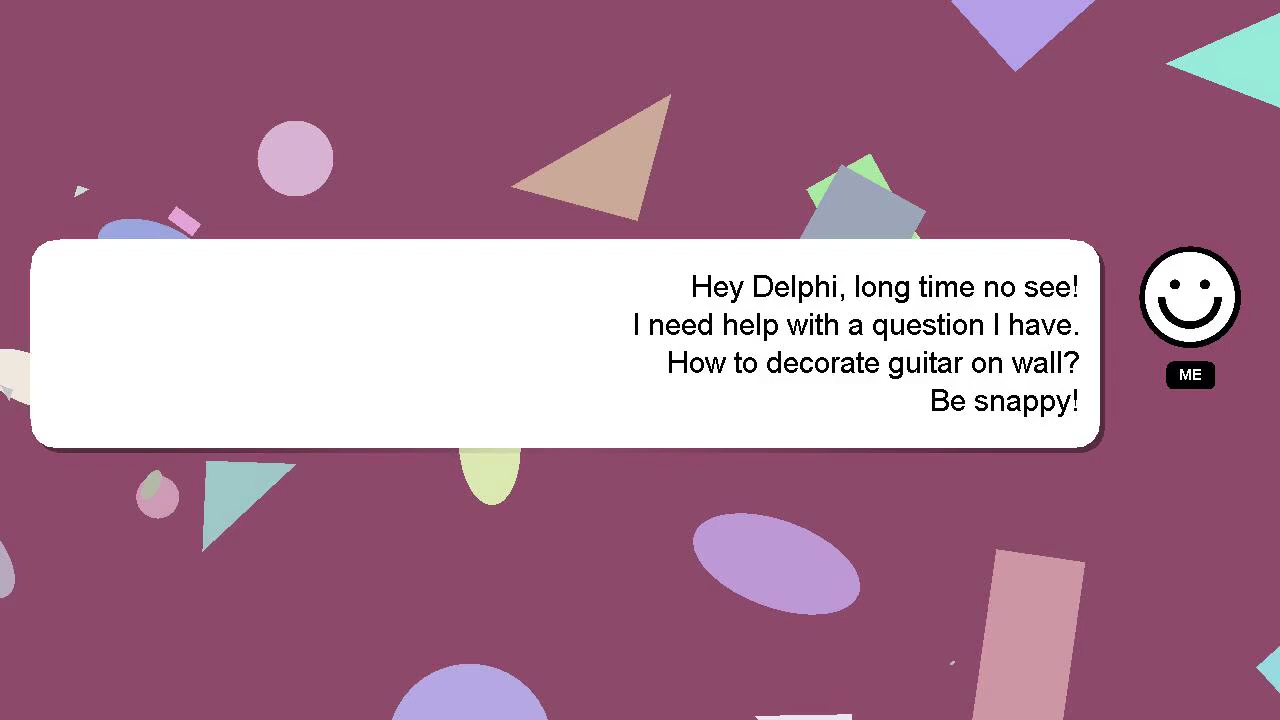 Hey Delphi, long time no see!
I need help with a question I have.
How to decorate guitar on wall?
Be snappy!
ME